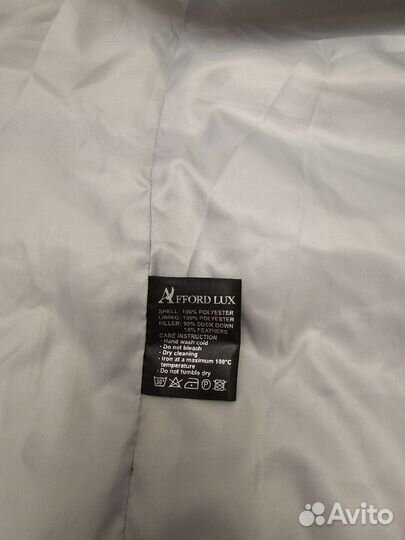 AFFORD LUX
SHELL: 100% POLYESTER
LINING: 100% POLYESTER
FILLER: 90% DUCK DOWN
10% FEATHERS
CARE INSTRUCTION
- Hand wash cold
- Do not bleach
- Dry cleaning
- Iron at a maximum 100°C
temperature
- Do not tumble dry
30°
P
Avito